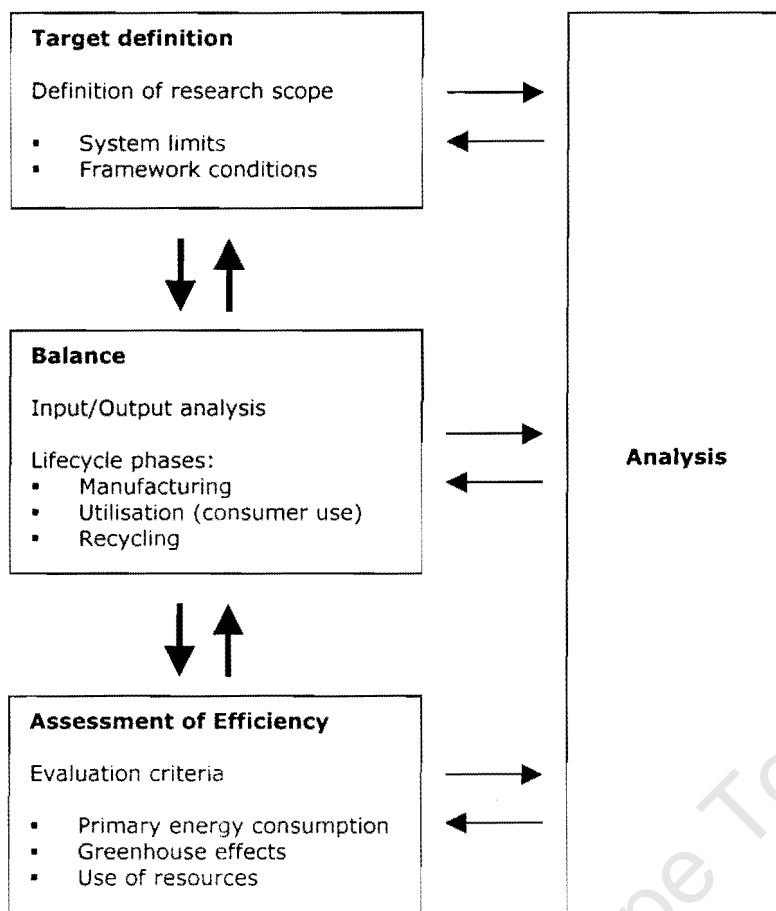 Target definition
Definition of research scope
▪ System limits
▪ Framework conditions
Balance
Input/Output analysis
Lifecycle phases:
▪ Manufacturing
▪ Utilisation (consumer use)
▪ Recycling
Analysis
Assessment of Efficiency
Evaluation criteria
▪ Primary energy consumption
▪ Greenhouse effects
▪ Use of resources